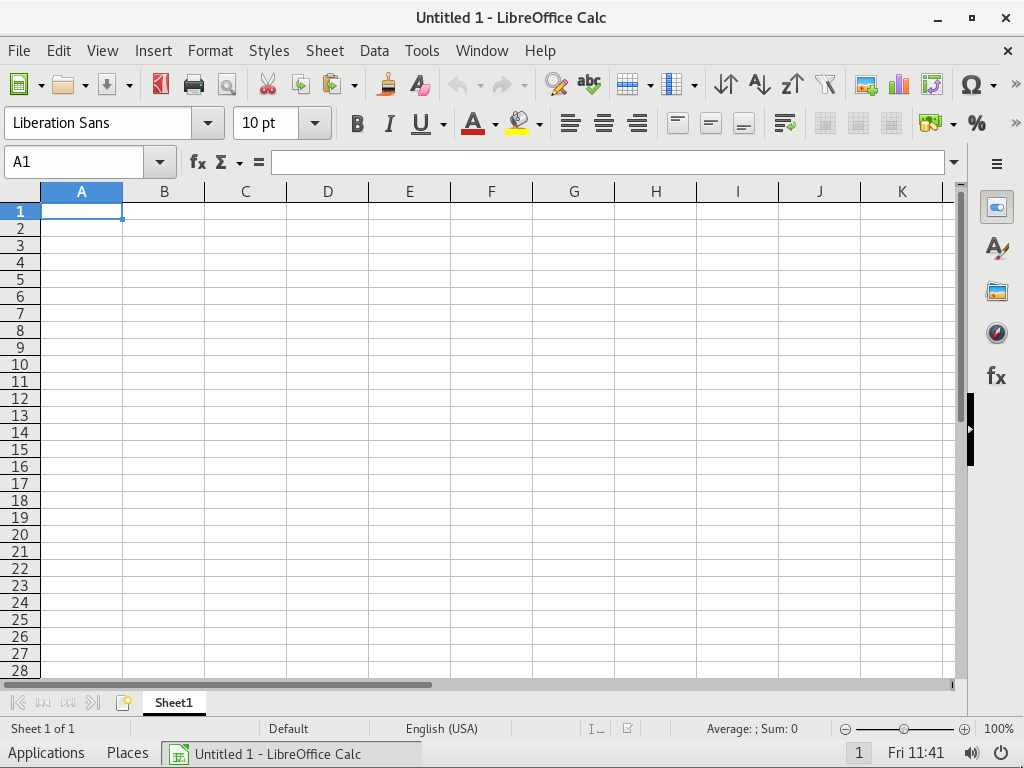 Untitled 1 - LibreOffice Calc
File Edit View Insert Format Styles Sheet Data Tools Window Help
abc Ω
Liberation Sans 10 pt B I U A %
A1 fx Σ =
A B C D E F G H I J K
1
2
3
4
5
6
7
8
9
10
11
12
13
14
15
16
17
18
19
20
21
22
23
24
25
26
27
28
fx
Sheet1
Sheet 1 of 1 Default English (USA) Average: ; Sum: 0 100%
Applications Places Untitled 1 - LibreOffice Calc 1 Fri 11:41